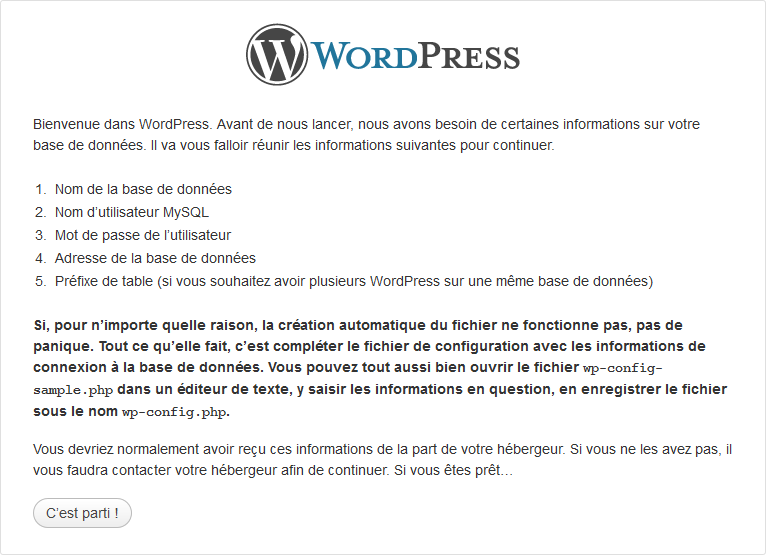 WORDPRESS
Bienvenue dans WordPress. Avant de nous lancer, nous avons besoin de certaines informations sur votre
base de données. Il va vous falloir réunir les informations suivantes pour continuer.
1. Nom de la base de données
2. Nom d’utilisateur MySQL
3. Mot de passe de l’utilisateur
4. Adresse de la base de données
5. Préfixe de table (si vous souhaitez avoir plusieurs WordPress sur une même base de données)
Si, pour n’importe quelle raison, la création automatique du fichier ne fonctionne pas, pas de
panique. Tout ce qu’elle fait, c’est compléter le fichier de configuration avec les informations de
connexion à la base de données. Vous pouvez tout aussi bien ouvrir le fichier wp-config-
sample.php dans un éditeur de texte, y saisir les informations en question, en enregistrer le fichier
sous le nom wp-config.php.
Vous devriez normalement avoir reçu ces informations de la part de votre hébergeur. Si vous ne les avez pas, il
vous faudra contacter votre hébergeur afin de continuer. Si vous êtes prêt…
C’est parti !